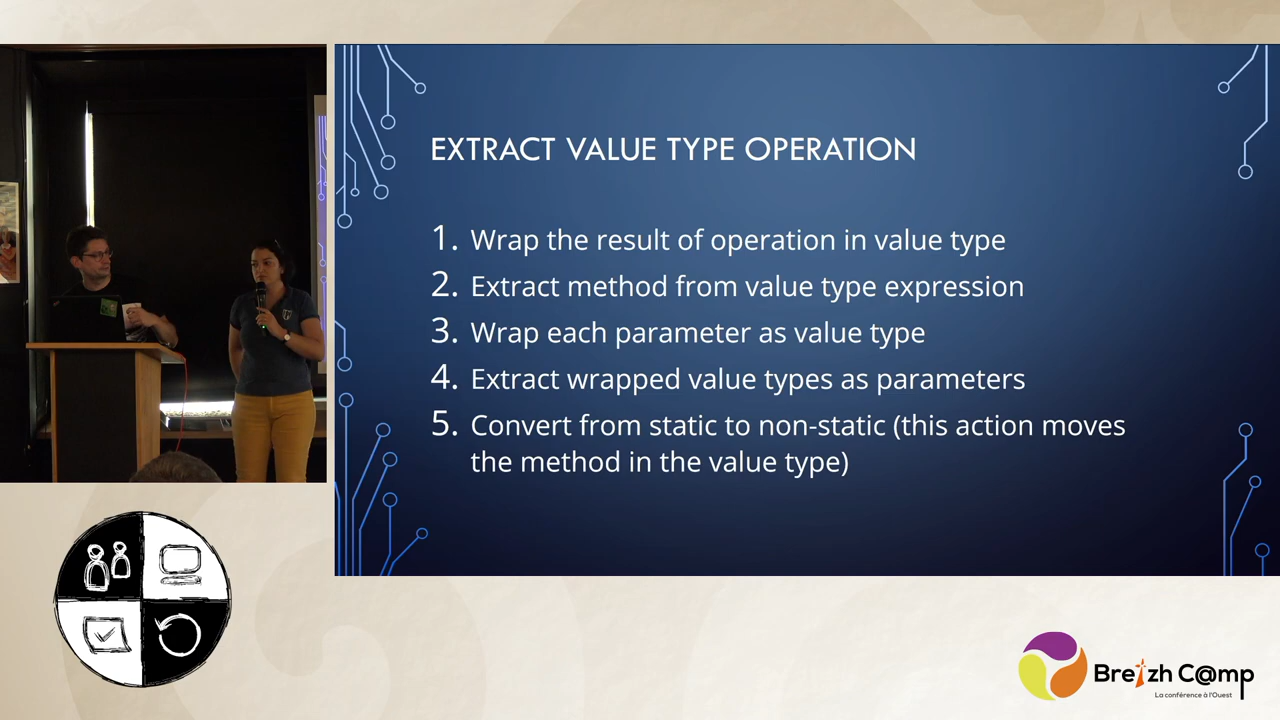 EXTRACT VALUE TYPE OPERATION
1. Wrap the result of operation in value type
2. Extract method from value type expression
3. Wrap each parameter as value type
4. Extract wrapped value types as parameters
5. Convert from static to non-static (this action moves
the method in the value type)
Breizh C@mp
La conférence à l'Ouest